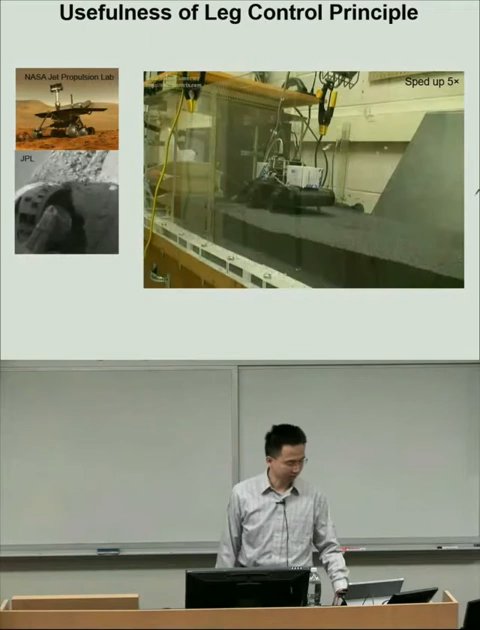 Usefulness of Leg Control Principle
NASA Jet Propulsion Lab
JPL
Sped up 5×